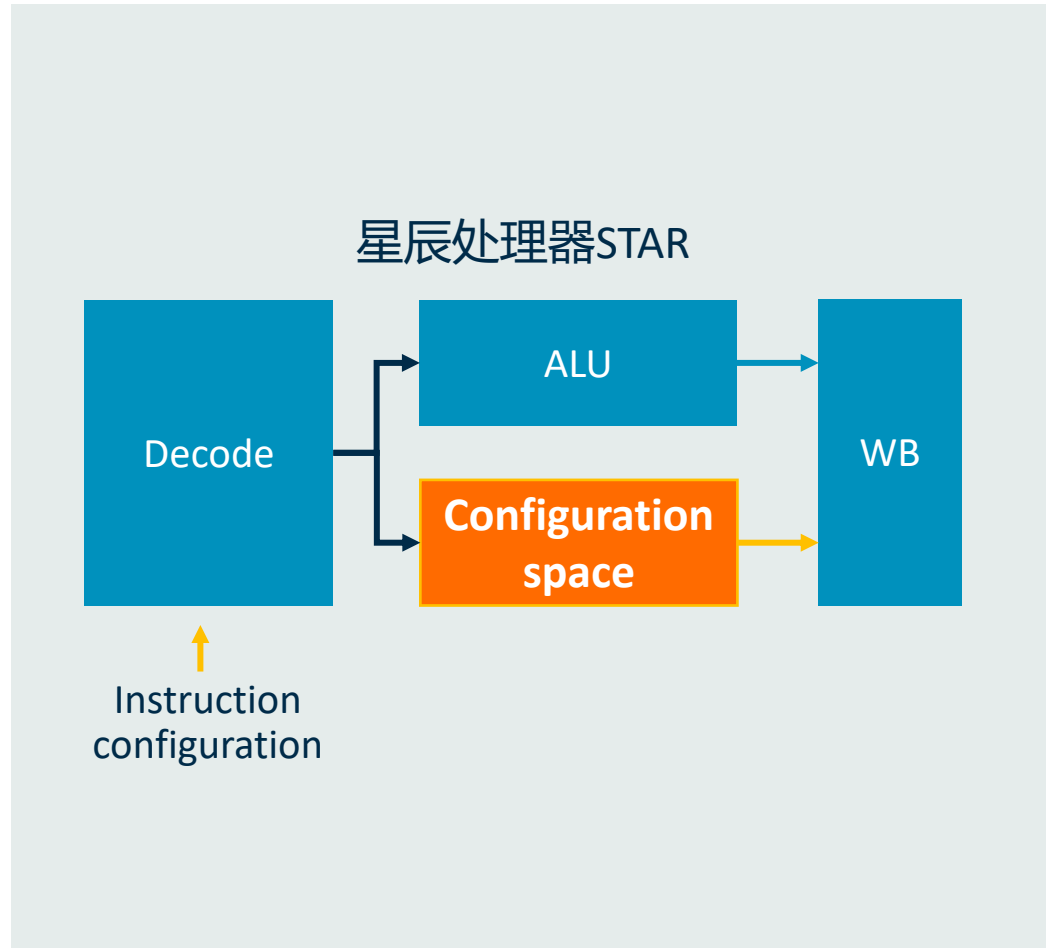 星辰处理器STAR
Decode
ALU
Configuration
space
WB
Instruction
configuration